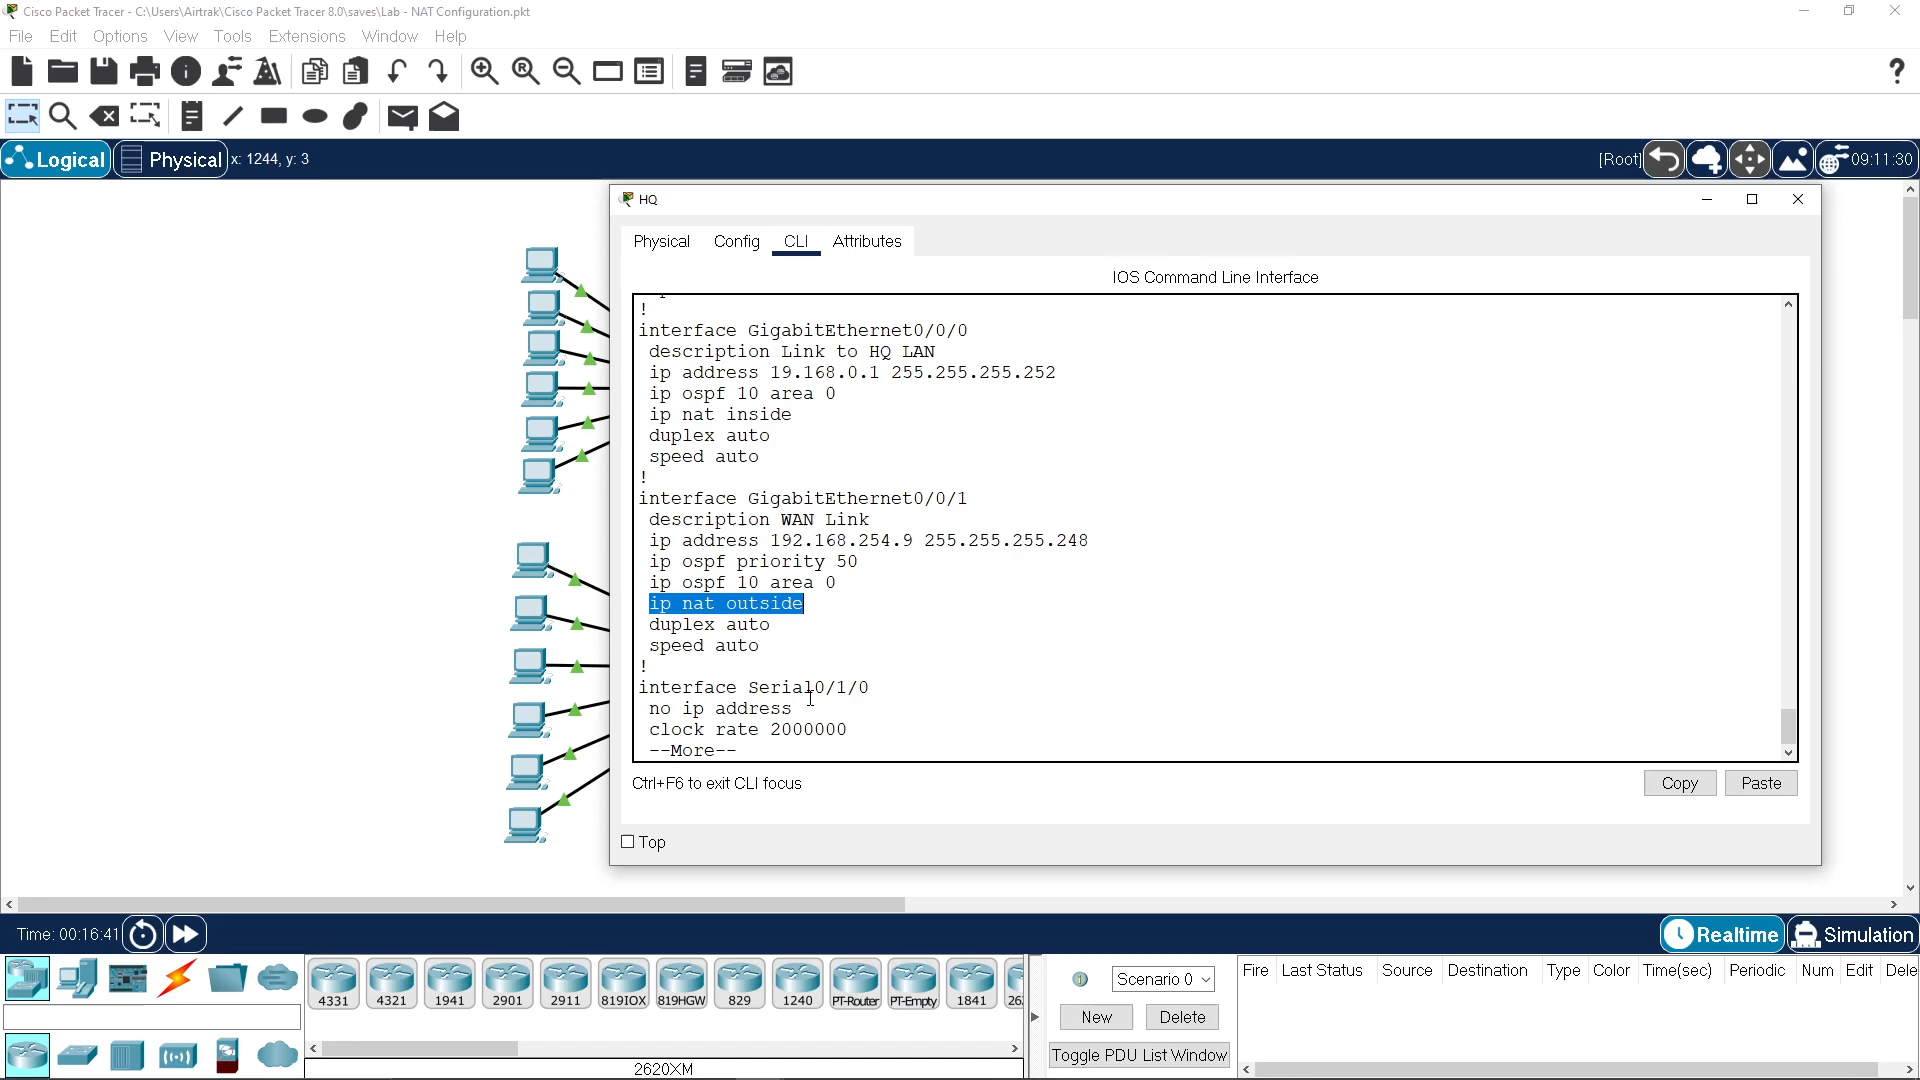 Cisco Packet Tracer - C:\Users\Airtrak\Cisco Packet Tracer 8.0\saves\Lab - NAT Configuration.pkt
File Edit Options View Tools Extensions Window Help
Logical Physical x: 1244, y: 3 [Root] 09:11:30
HQ
Physical Config CLI Attributes
IOS Command Line Interface
!
interface GigabitEthernet0/0/0
description Link to HQ LAN
ip address 19.168.0.1 255.255.255.252
ip ospf 10 area 0
ip nat inside
duplex auto
speed auto
!
interface GigabitEthernet0/0/1
description WAN Link
ip address 192.168.254.9 255.255.255.248
ip ospf priority 50
ip ospf 10 area 0
ip nat outside
duplex auto
speed auto
!
interface Serial0/1/0
no ip address
clock rate 2000000
--More--
Ctrl+F6 to exit CLI focus Copy Paste
Top
Time: 00:16:41 Realtime Simulation
4331 4321 1941 2901 2911 819IOX 819HGW 829 1240 PT-Router PT-Empty 1841 26
2620XM
Scenario 0
New Delete
Toggle PDU List Window
Fire Last Status Source Destination Type Color Time(sec) Periodic Num Edit Dele